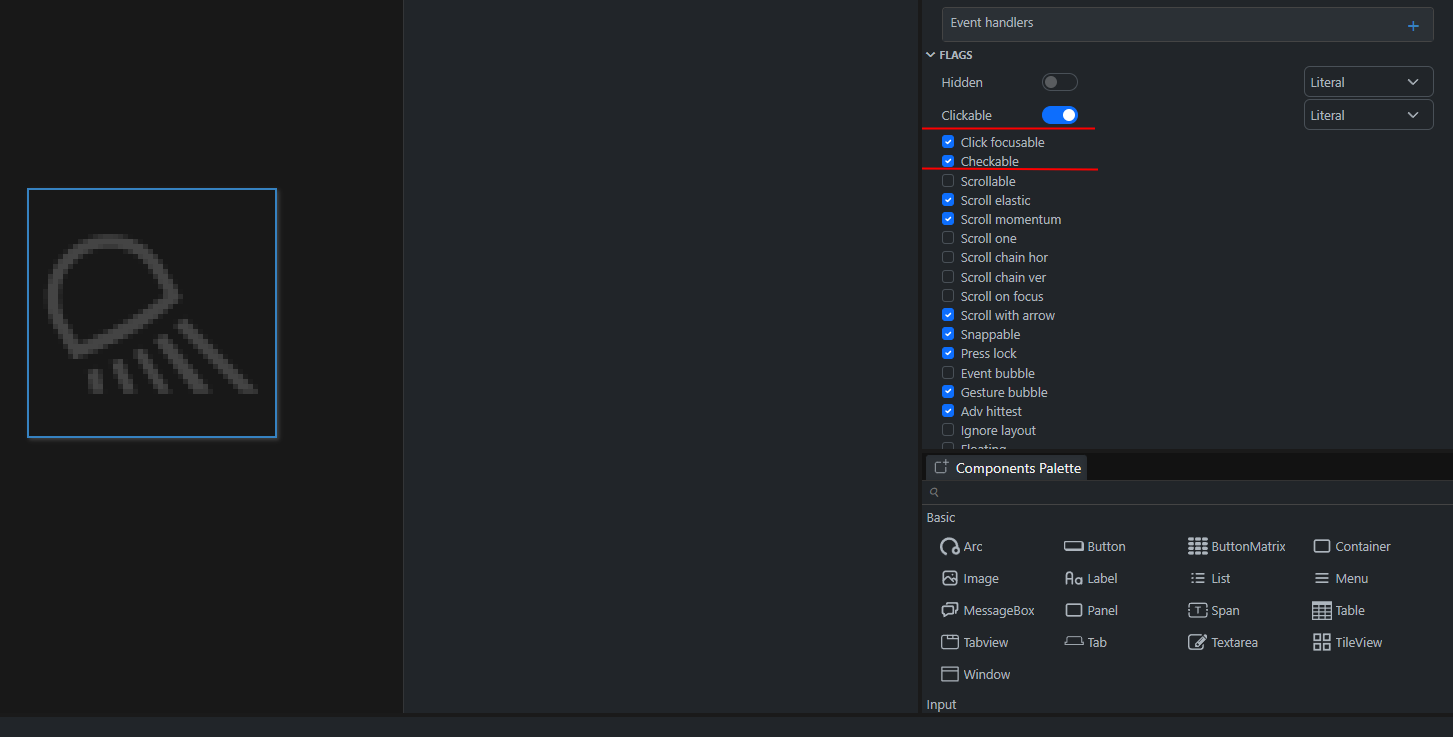 Event handlers
FLAGS
Hidden Literal
Clickable Literal
Click focusable
Checkable
Scrollable
Scroll elastic
Scroll momentum
Scroll one
Scroll chain hor
Scroll chain ver
Scroll on focus
Scroll with arrow
Snappable
Press lock
Event bubble
Gesture bubble
Adv hittest
Ignore layout
Floating
Components Palette
Basic
Arc Button ButtonMatrix Container
Image Label List Menu
MessageBox Panel Span Table
Tabview Tab Textarea TileView
Window
Input